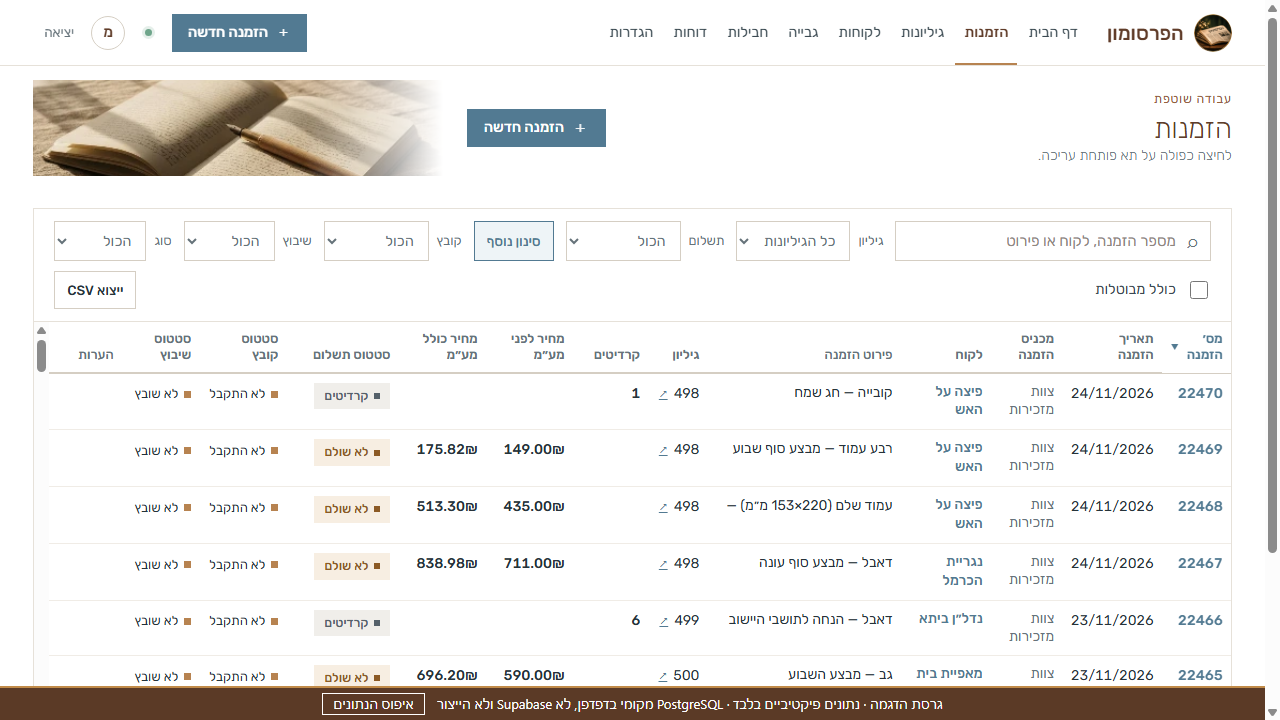 הפרסומון
דף הבית
הזמנות
גיליונות
לקוחות
גבייה
חבילות
דוחות
הגדרות
+ הזמנה חדשה
מ
יציאה
עבודה שוטפת
הזמנות
לחיצה כפולה על תא פותחת עריכה.
+ הזמנה חדשה
מספר הזמנה, לקוח או פירוט
גיליון כל הגיליונות
תשלום הכול
סינון נוסף
קובץ הכול
שיבוץ הכול
סוג הכול
כולל מבוטלות
ייצוא CSV
מס׳ הזמנה ▼ תאריך הזמנה מכניס הזמנה לקוח פירוט הזמנה גיליון קרדיטים מחיר לפני מע״מ מחיר כולל מע״מ סטטוס תשלום סטטוס קובץ סטטוס שיבוץ הערות
22470 24/11/2026 צוות מזכירות פיצה על האש קובייה — חג שמח 498 ↗ 1 קרדיטים לא התקבל לא שובץ
22469 24/11/2026 צוות מזכירות פיצה על האש רבע עמוד — מבצע סוף שבוע 498 ↗ 149.00₪ 175.82₪ לא שולם לא התקבל לא שובץ
22468 24/11/2026 צוות מזכירות פיצה על האש עמוד שלם (220×153 מ״מ) — 498 ↗ 435.00₪ 513.30₪ לא שולם לא התקבל לא שובץ
22467 24/11/2026 צוות מזכירות נגריית הכרמל דאבל — מבצע סוף עונה 498 ↗ 711.00₪ 838.98₪ לא שולם לא התקבל לא שובץ
22466 23/11/2026 צוות מזכירות נדל״ן ביתא דאבל — הנחה לתושבי היישוב 499 ↗ 6 קרדיטים לא התקבל לא שובץ
22465 23/11/2026 צוות מאפיית בית גב — מבצע השבוע 500 ↗ 590.00₪ 696.20₪ לא שולם לא התקבל לא שובץ
גרסת הדגמה · נתונים פיקטיביים בלבד · PostgreSQL מקומי בדפדפן, לא Supabase ולא הייצור
איפוס הנתונים